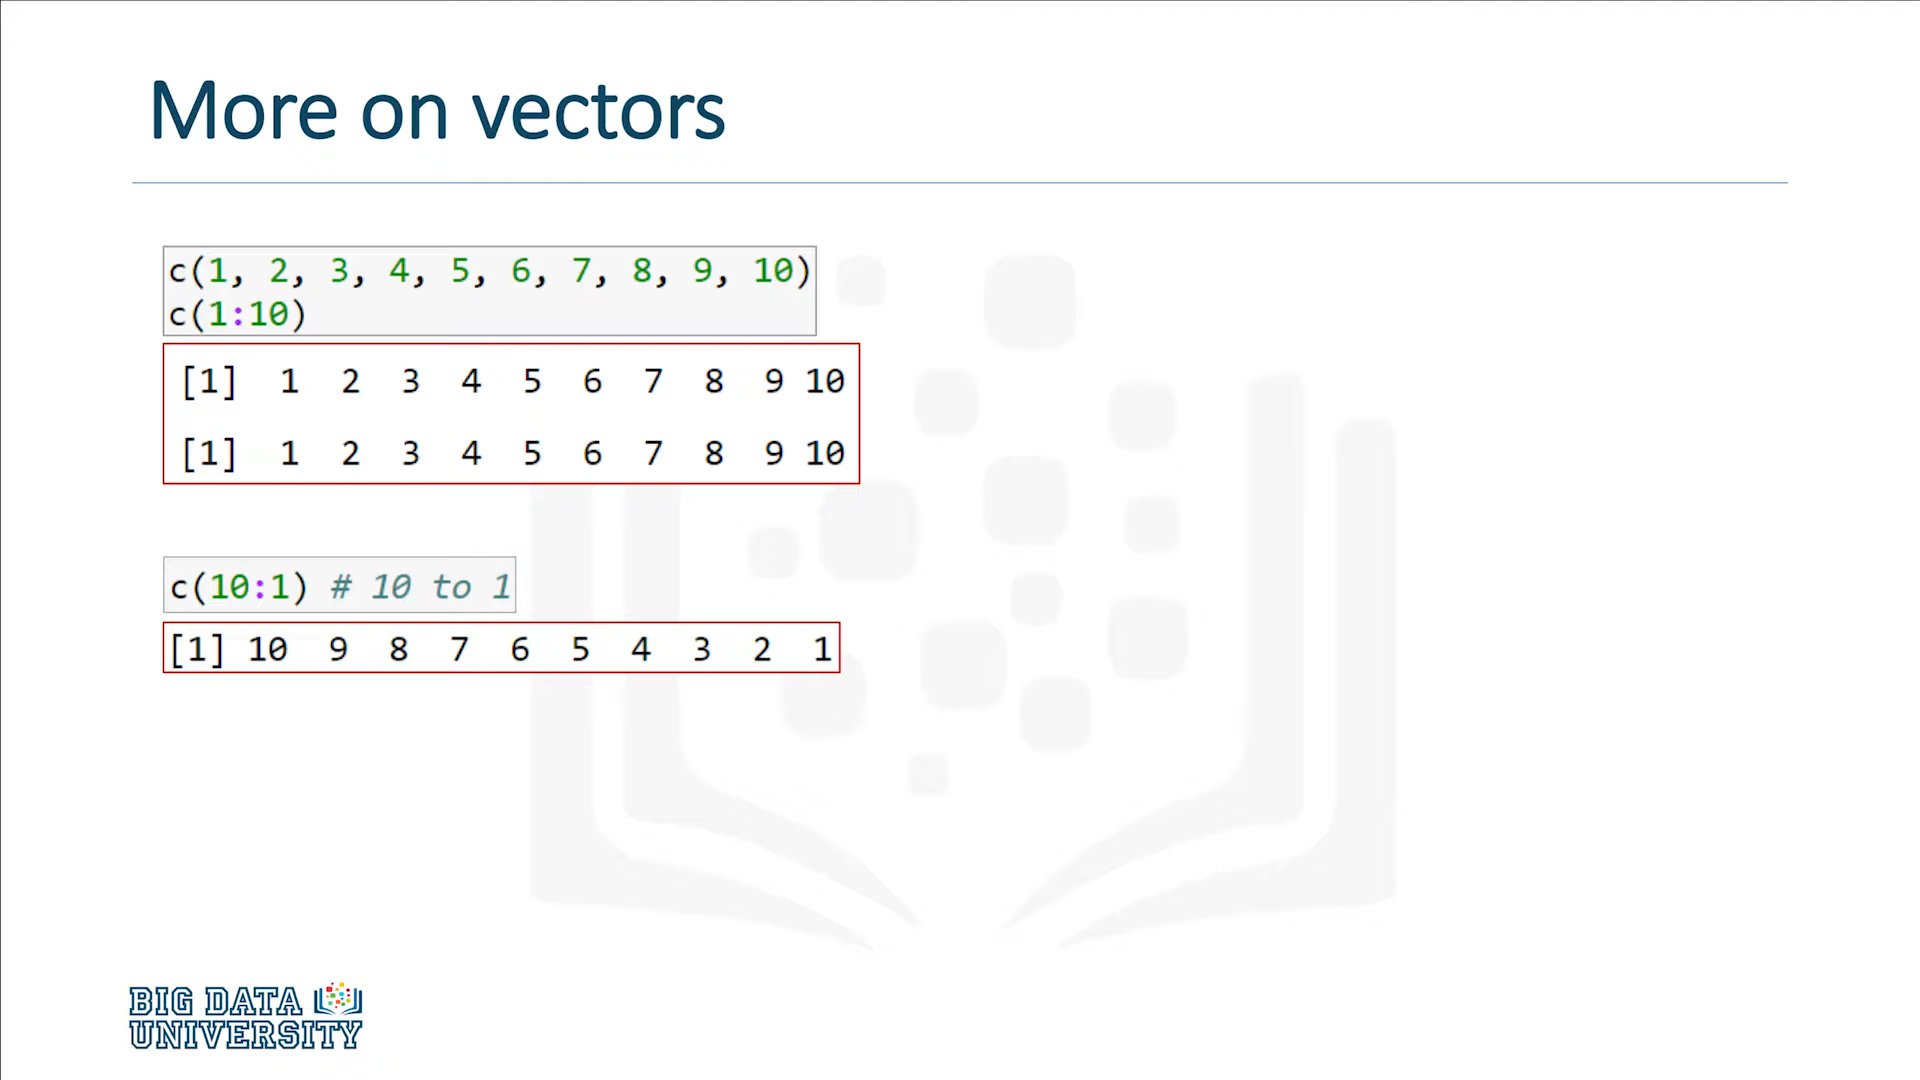 More on vectors
c(1, 2, 3, 4, 5, 6, 7, 8, 9, 10)
c(1:10)
[1] 1 2 3 4 5 6 7 8 9 10
[1] 1 2 3 4 5 6 7 8 9 10
c(10:1) # 10 to 1
[1] 10 9 8 7 6 5 4 3 2 1
BIG DATA
UNIVERSITY